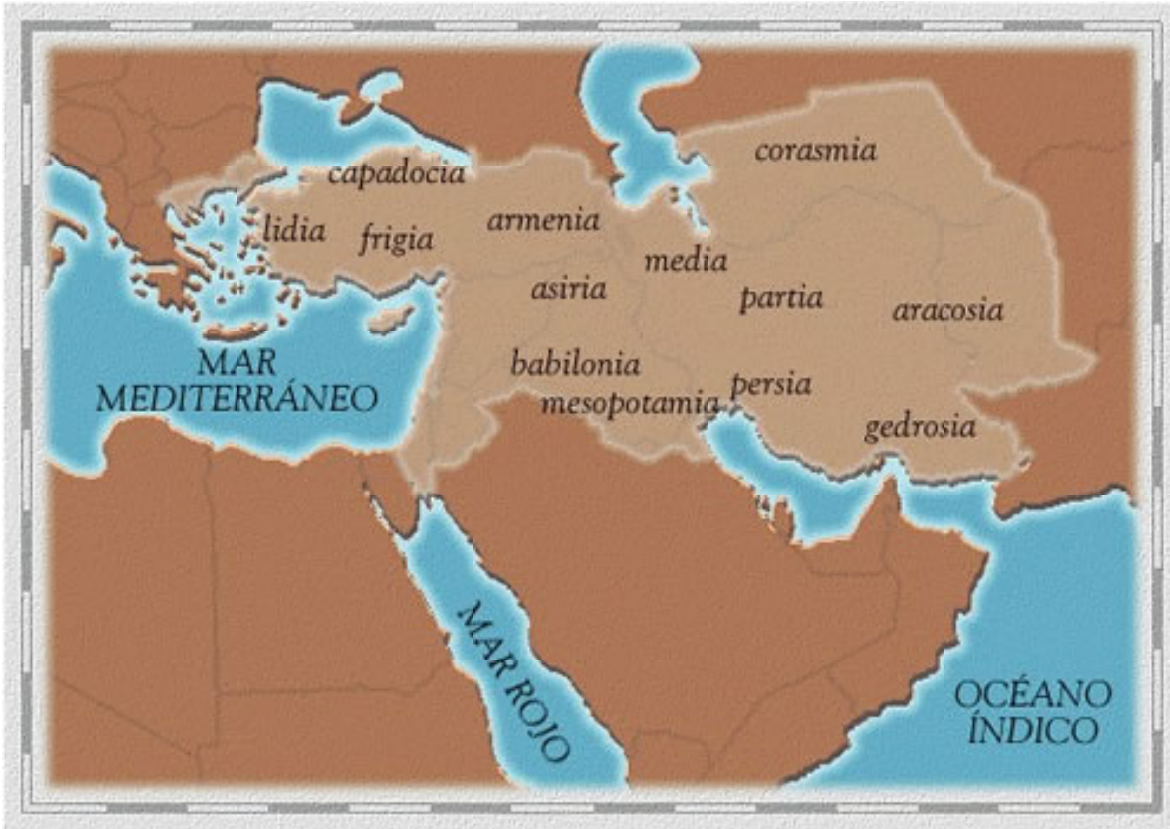 corasmia
capadocia
lidia
frigia
armenia
media
asiria
partia
aracosia
MAR
MEDITERRÁNEO
babilonia
mesopotamia
persia
gedrosia
MAR ROJO
OCÉANO
ÍNDICO